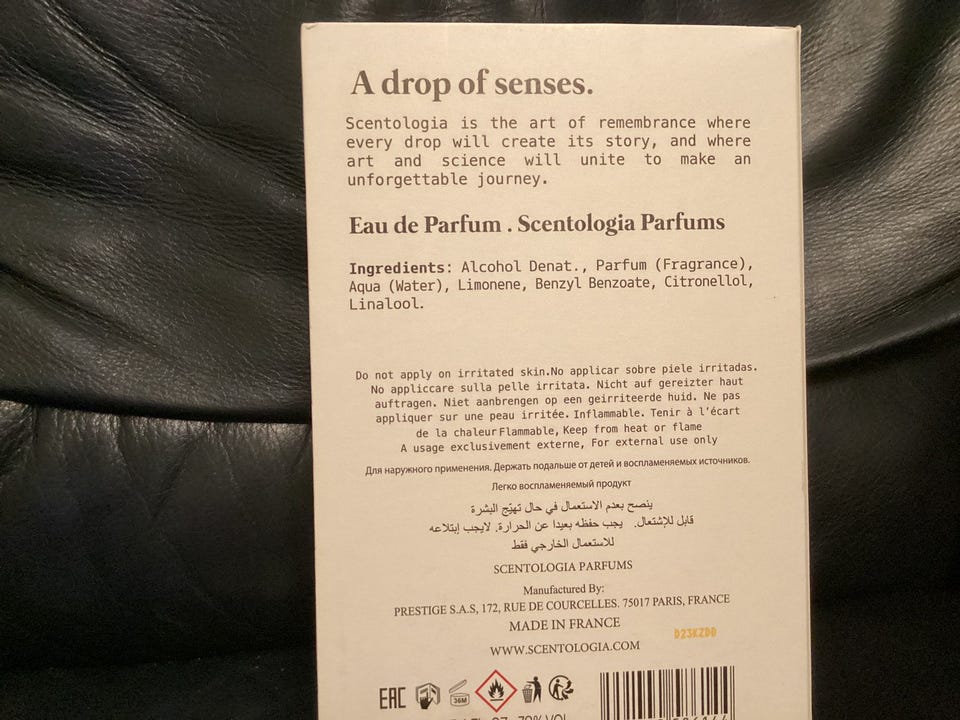 A drop of senses.
Scentologia is the art of remembrance where
every drop will create its story, and where
art and science will unite to make an
unforgettable journey.
Eau de Parfum . Scentologia Parfums
Ingredients: Alcohol Denat., Parfum (Fragrance),
Aqua (Water), Limonene, Benzyl Benzoate, Citronellol,
Linalool.
Do not apply on irritated skin.No applicar sobre piele irritadas.
No appliccare sulla pelle irritata. Nicht auf gereizter haut
auftragen. Niet aanbrengen op een geirriteerde huid. Ne pas
appliquer sur une peau irritée. Inflammable. Tenir à l'écart
de la chaleur Flammable, Keep from heat or flame
A usage exclusivement externe, For external use only
Для наружного применения. Держать подальше от детей и воспламеняемых источников.
Легко воспламеняемый продукт
ينصح بعدم الاستعمال في حال تهيّج البشرة
قابل للإشتعال. يجب حفظه بعيدا عن الحرارة. لايجب إبتلاعه
للاستعمال الخارجي فقط
SCENTOLOGIA PARFUMS
Manufactured By:
PRESTIGE S.A.S, 172, RUE DE COURCELLES. 75017 PARIS, FRANCE
MADE IN FRANCE
D23KZDD
WWW.SCENTOLOGIA.COM
EAC
36M